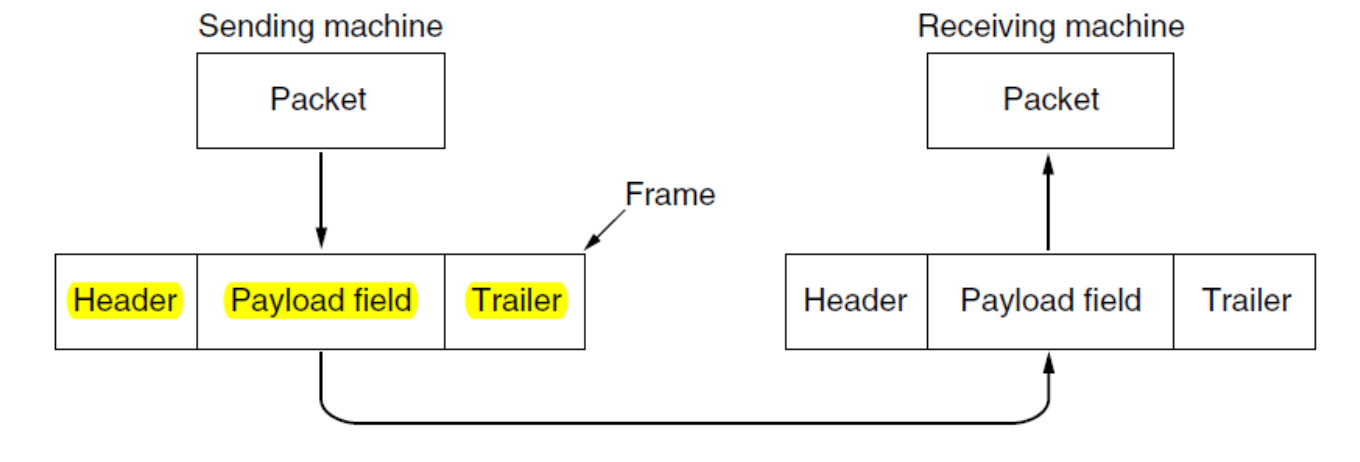 Sending machine
Receiving machine
Packet
Packet
Frame
Header
Payload field
Trailer
Header
Payload field
Trailer